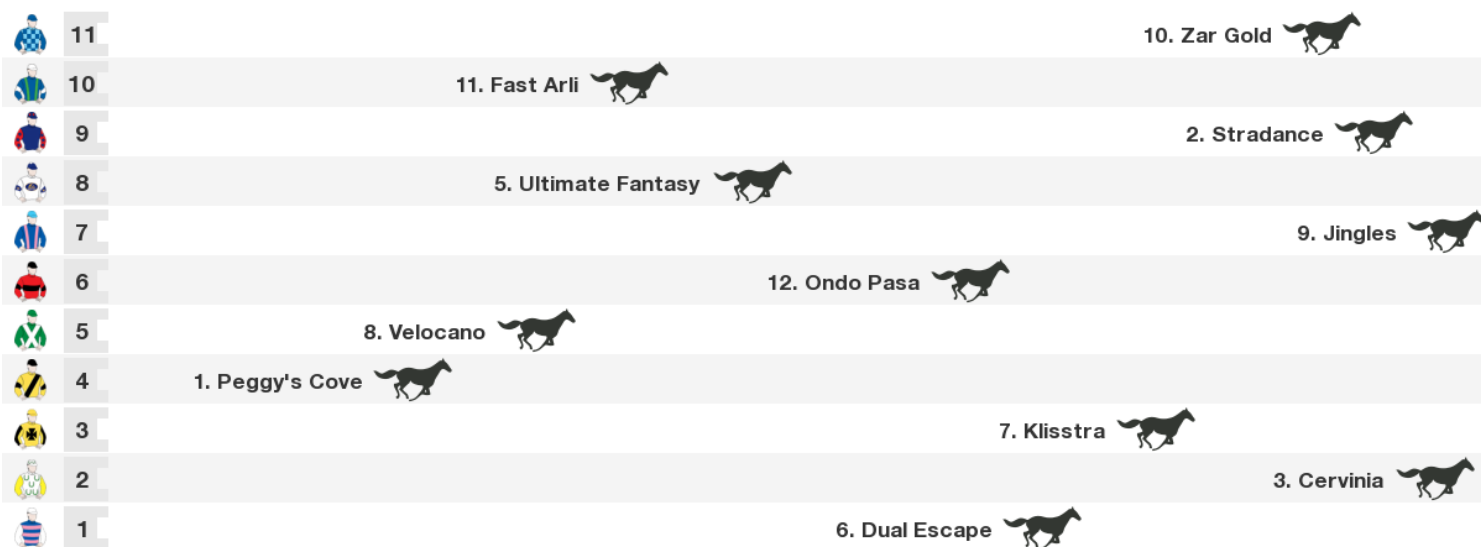 11 10. Zar Gold
10 11. Fast Arli
9 2. Stradance
8 5. Ultimate Fantasy
7 9. Jingles
6 12. Ondo Pasa
5 8. Velocano
4 1. Peggy's Cove
3 7. Klisstra
2 3. Cervinia
1 6. Dual Escape